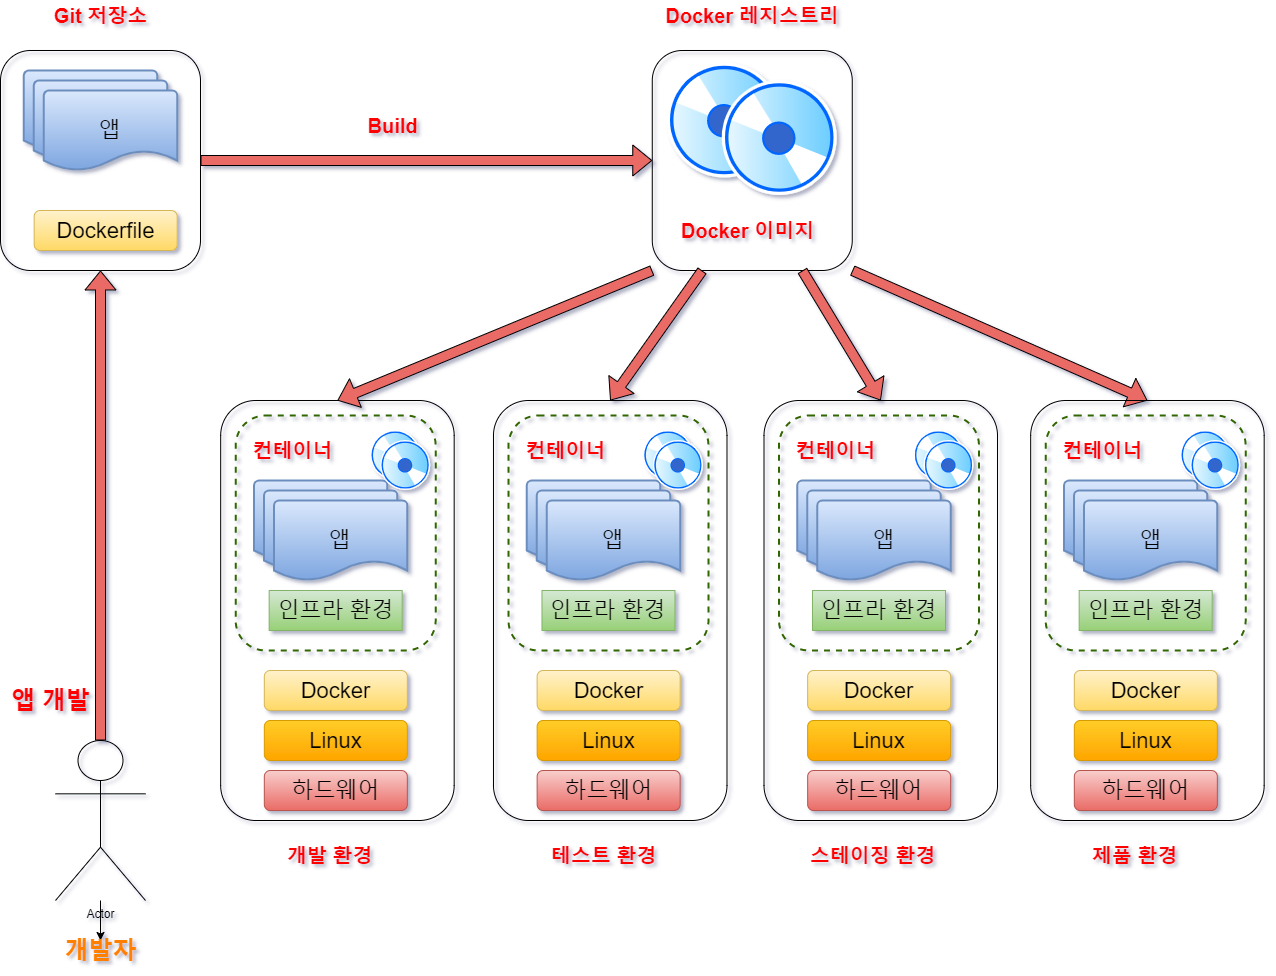 Git 저장소
Docker 레지스트리
앱
Build
Dockerfile
Docker 이미지
컨테이너
컨테이너
컨테이너
컨테이너
앱
앱
앱
앱
인프라 환경
인프라 환경
인프라 환경
인프라 환경
앱 개발
Docker
Docker
Docker
Docker
Linux
Linux
Linux
Linux
하드웨어
하드웨어
하드웨어
하드웨어
개발 환경
테스트 환경
스테이징 환경
제품 환경
Actor
개발자